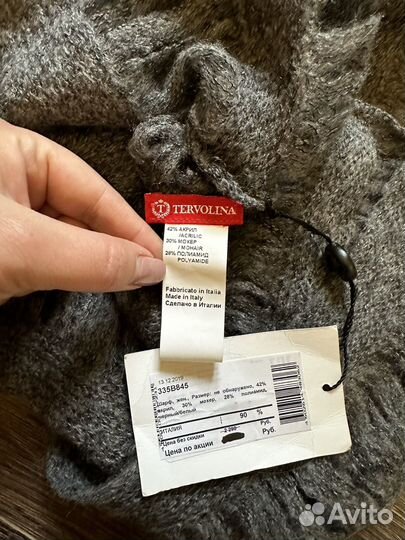 TERVOLINA
42% АКРИЛ
/ACRILIC
30% МОХЕР
/ MOHAIR
28% ПОЛИАМИД
POLYAMIDE
Fabbricato in Italia
Made in Italy
Сделано в Италии
13.12.2019
335B845
Шарф, жен., Размер: не обнаружено, 42%
акрил, 30% мохер, 28% полиамид,
черный/белый
ИТАЛИЯ 90 %
Цена без скидки Руб.
Цена по акции Руб.
Avito